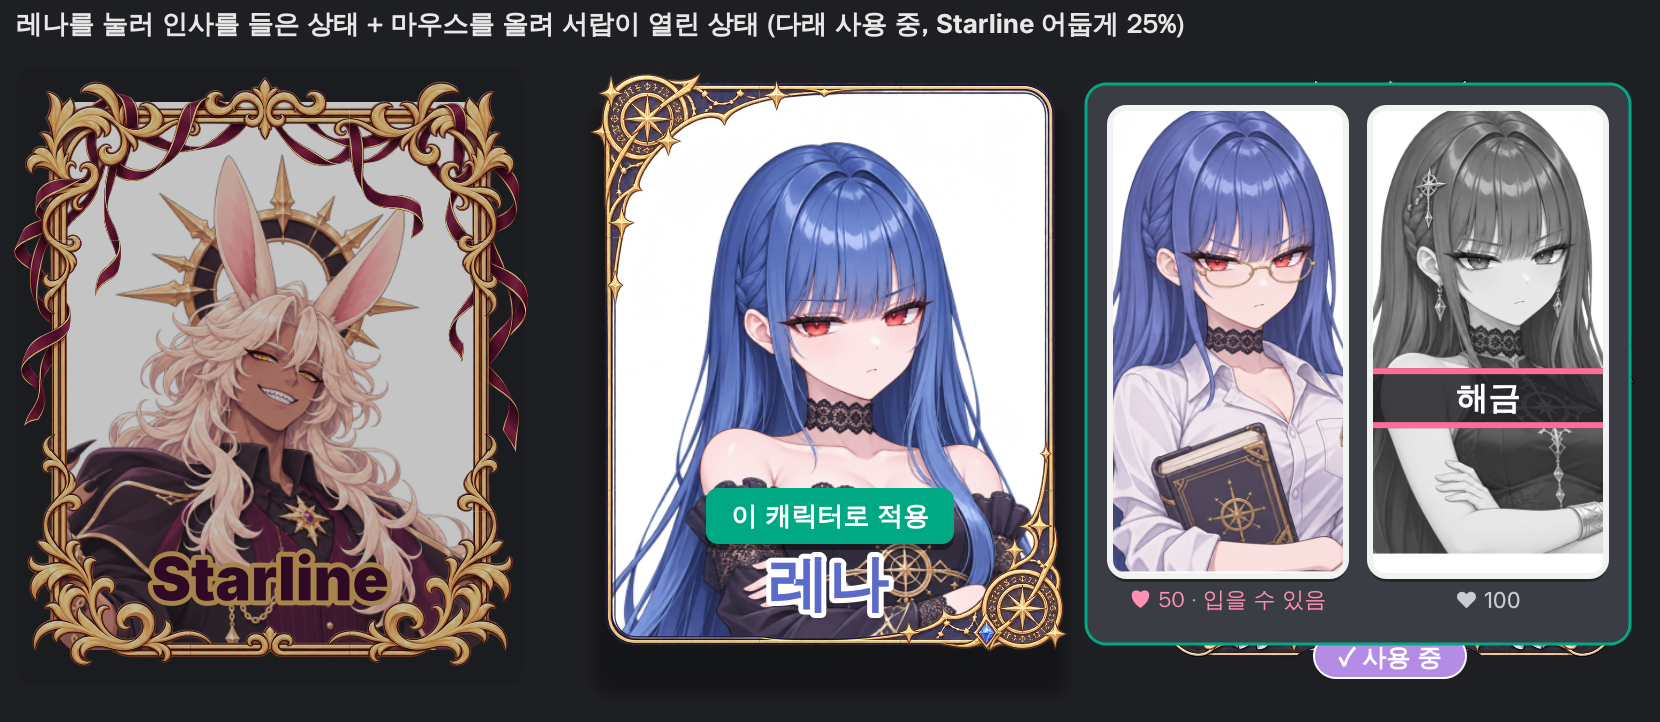 레나를 눌러 인사를 들은 상태 + 마우스를 올려 서랍이 열린 상태 (다래 사용 중, Starline 어둡게 25%)
Starline
이 캐릭터로 적용
레나
해금
♥ 50 · 입을 수 있음
♥ 100
✓ 사용 중